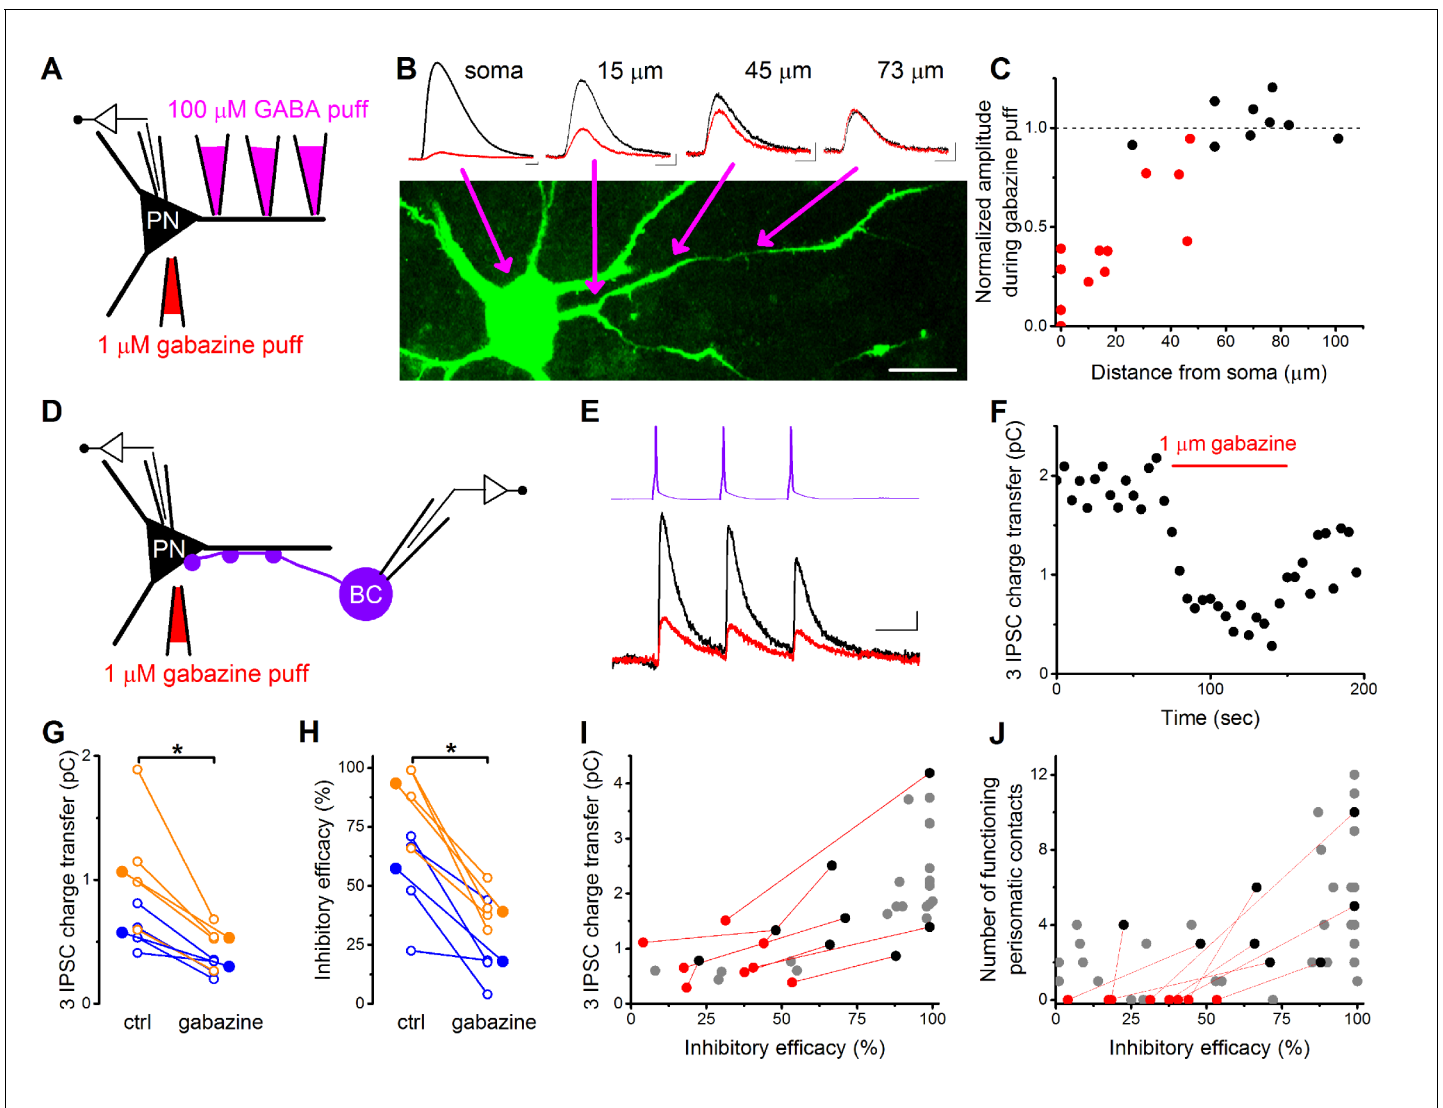 A
100 μM GABA puff
PN
1 μM gabazine puff
B
soma
15 μm
45 μm
73 μm
C
Normalized amplitude
during gabazine puff
1.0
0.5
0.0
0 20 40 60 80 100
Distance from soma (μm)
D
PN
BC
1 μM gabazine puff
E
F
3 IPSC charge transfer (pC)
1 μm gabazine
2
1
0
0 100 200
Time (sec)
G
3 IPSC charge transfer (pC)
*
2
1
0
ctrl gabazine
H
Inhibitory efficacy (%)
*
100
75
50
25
0
ctrl gabazine
I
3 IPSC charge transfer (pC)
4
3
2
1
0
0 25 50 75 100
Inhibitory efficacy (%)
J
Number of functioning
perisomatic contacts
12
8
4
0
0 25 50 75 100
Inhibitory efficacy (%)